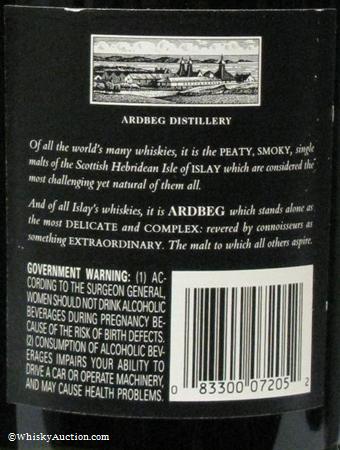 ARDBEG DISTILLERY
Of all the world's many whiskies, it is the PEATY, SMOKY, single
malts of the Scottish Hebridean Isle of ISLAY which are considered the
most challenging yet natural of them all.
And of all Islay's whiskies, it is ARDBEG which stands alone as
the most DELICATE and COMPLEX: revered by connoisseurs as
something EXTRAORDINARY. The malt to which all others aspire.
GOVERNMENT WARNING: (1) AC-
CORDING TO THE SURGEON GENERAL,
WOMEN SHOULD NOT DRINK ALCOHOLIC
BEVERAGES DURING PREGNANCY BE-
CAUSE OF THE RISK OF BIRTH DEFECTS.
(2) CONSUMPTION OF ALCOHOLIC BEV-
ERAGES IMPAIRS YOUR ABILITY TO
DRIVE A CAR OR OPERATE MACHINERY,
AND MAY CAUSE HEALTH PROBLEMS.
0 83300 07205 2
©WhiskyAuction.com